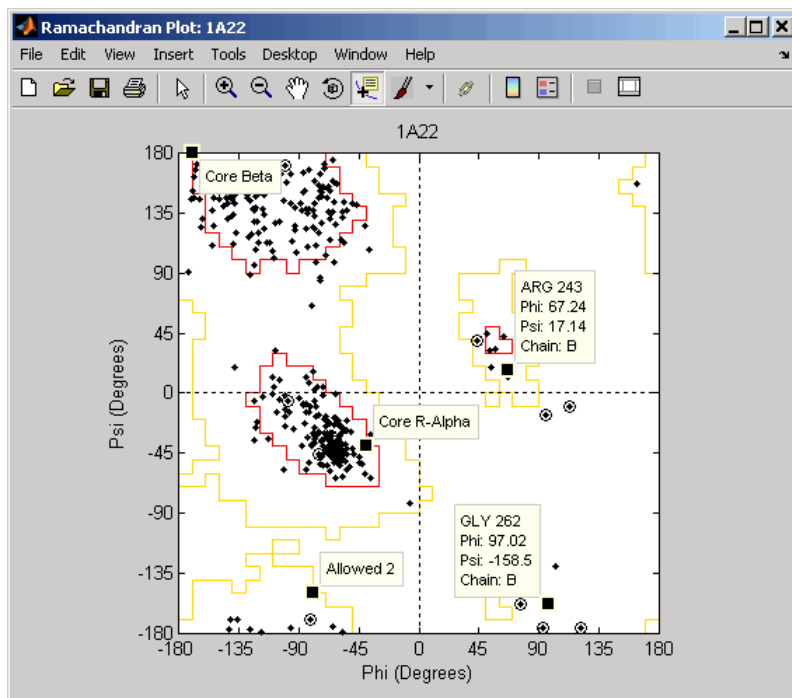 Ramachandran Plot: 1A22
File Edit View Insert Tools Desktop Window Help
1A22
180
135
90
45
0
-45
-90
-135
-180
Psi (Degrees)
Core Beta
ARG 243
Phi: 67.24
Psi: 17.14
Chain: B
Core R-Alpha
GLY 262
Phi: 97.02
Psi: -158.5
Chain: B
Allowed 2
-180 -135 -90 -45 0 45 90 135 180
Phi (Degrees)